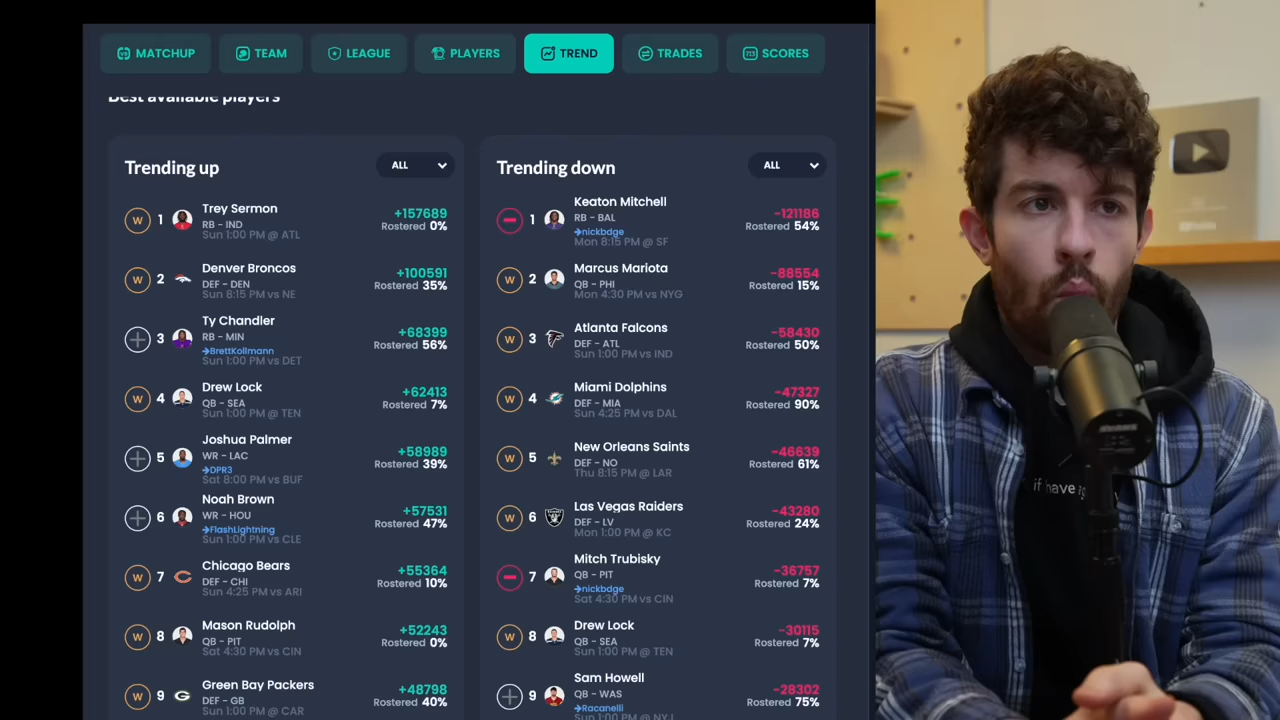 MATCHUP
TEAM
LEAGUE
PLAYERS
TREND
TRADES
SCORES
Best available players
Trending up
ALL
W 1 Trey Sermon +157689
RB - IND Rostered 0%
Sun 1:00 PM @ ATL
W 2 Denver Broncos +100591
DEF - DEN Rostered 35%
Sun 8:15 PM vs NE
3 Ty Chandler +68399
RB - MIN Rostered 56%
BrettKollmann
Sun 1:00 PM vs DET
W 4 Drew Lock +62413
QB - SEA Rostered 7%
Sun 1:00 PM @ TEN
5 Joshua Palmer +58989
WR - LAC Rostered 39%
DPR3
Sat 8:00 PM vs BUF
6 Noah Brown +57531
WR - HOU Rostered 47%
FlashLightning
Sun 1:00 PM vs CLE
W 7 Chicago Bears +55364
DEF - CHI Rostered 10%
Sun 4:25 PM vs ARI
W 8 Mason Rudolph +52243
QB - PIT Rostered 0%
Sat 4:30 PM vs CIN
W 9 Green Bay Packers +48798
DEF - GB Rostered 40%
Sun 1:00 PM @ CAR
Trending down
ALL
1 Keaton Mitchell -121186
RB - BAL Rostered 54%
nickbdge
Mon 8:15 PM @ SF
W 2 Marcus Mariota -88554
QB - PHI Rostered 15%
Mon 4:30 PM vs NYG
W 3 Atlanta Falcons -58430
DEF - ATL Rostered 50%
Sun 1:00 PM vs IND
W 4 Miami Dolphins -47327
DEF - MIA Rostered 90%
Sun 4:25 PM vs DAL
W 5 New Orleans Saints -46639
DEF - NO Rostered 61%
Thu 8:15 PM @ LAR
W 6 Las Vegas Raiders -43280
DEF - LV Rostered 24%
Mon 1:00 PM @ KC
7 Mitch Trubisky -36757
QB - PIT Rostered 7%
nickbdge
Sat 4:30 PM vs CIN
W 8 Drew Lock -30115
QB - SEA Rostered 7%
Sun 1:00 PM @ TEN
9 Sam Howell -28302
QB - WAS Rostered 75%
Racanelli
Sun 1:00 PM @ NYJ
if have